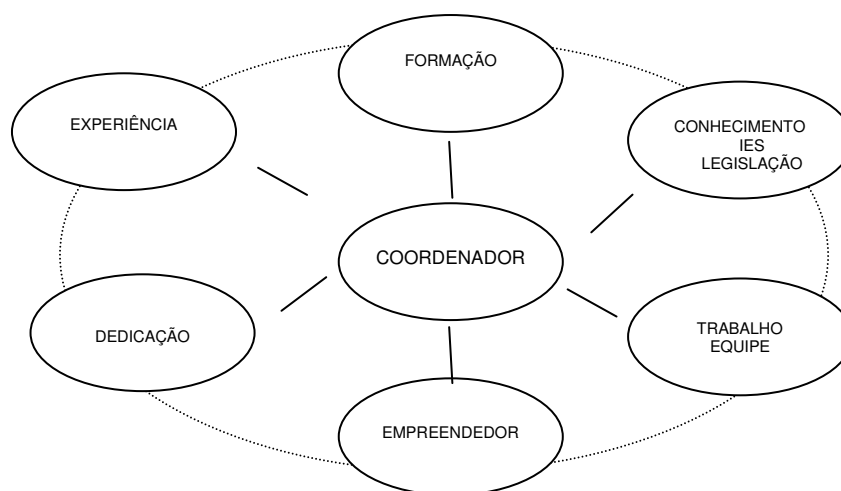 FORMAÇÃO
EXPERIÊNCIA
CONHECIMENTO
IES
LEGISLAÇÃO
COORDENADOR
DEDICAÇÃO
TRABALHO
EQUIPE
EMPREENDEDOR